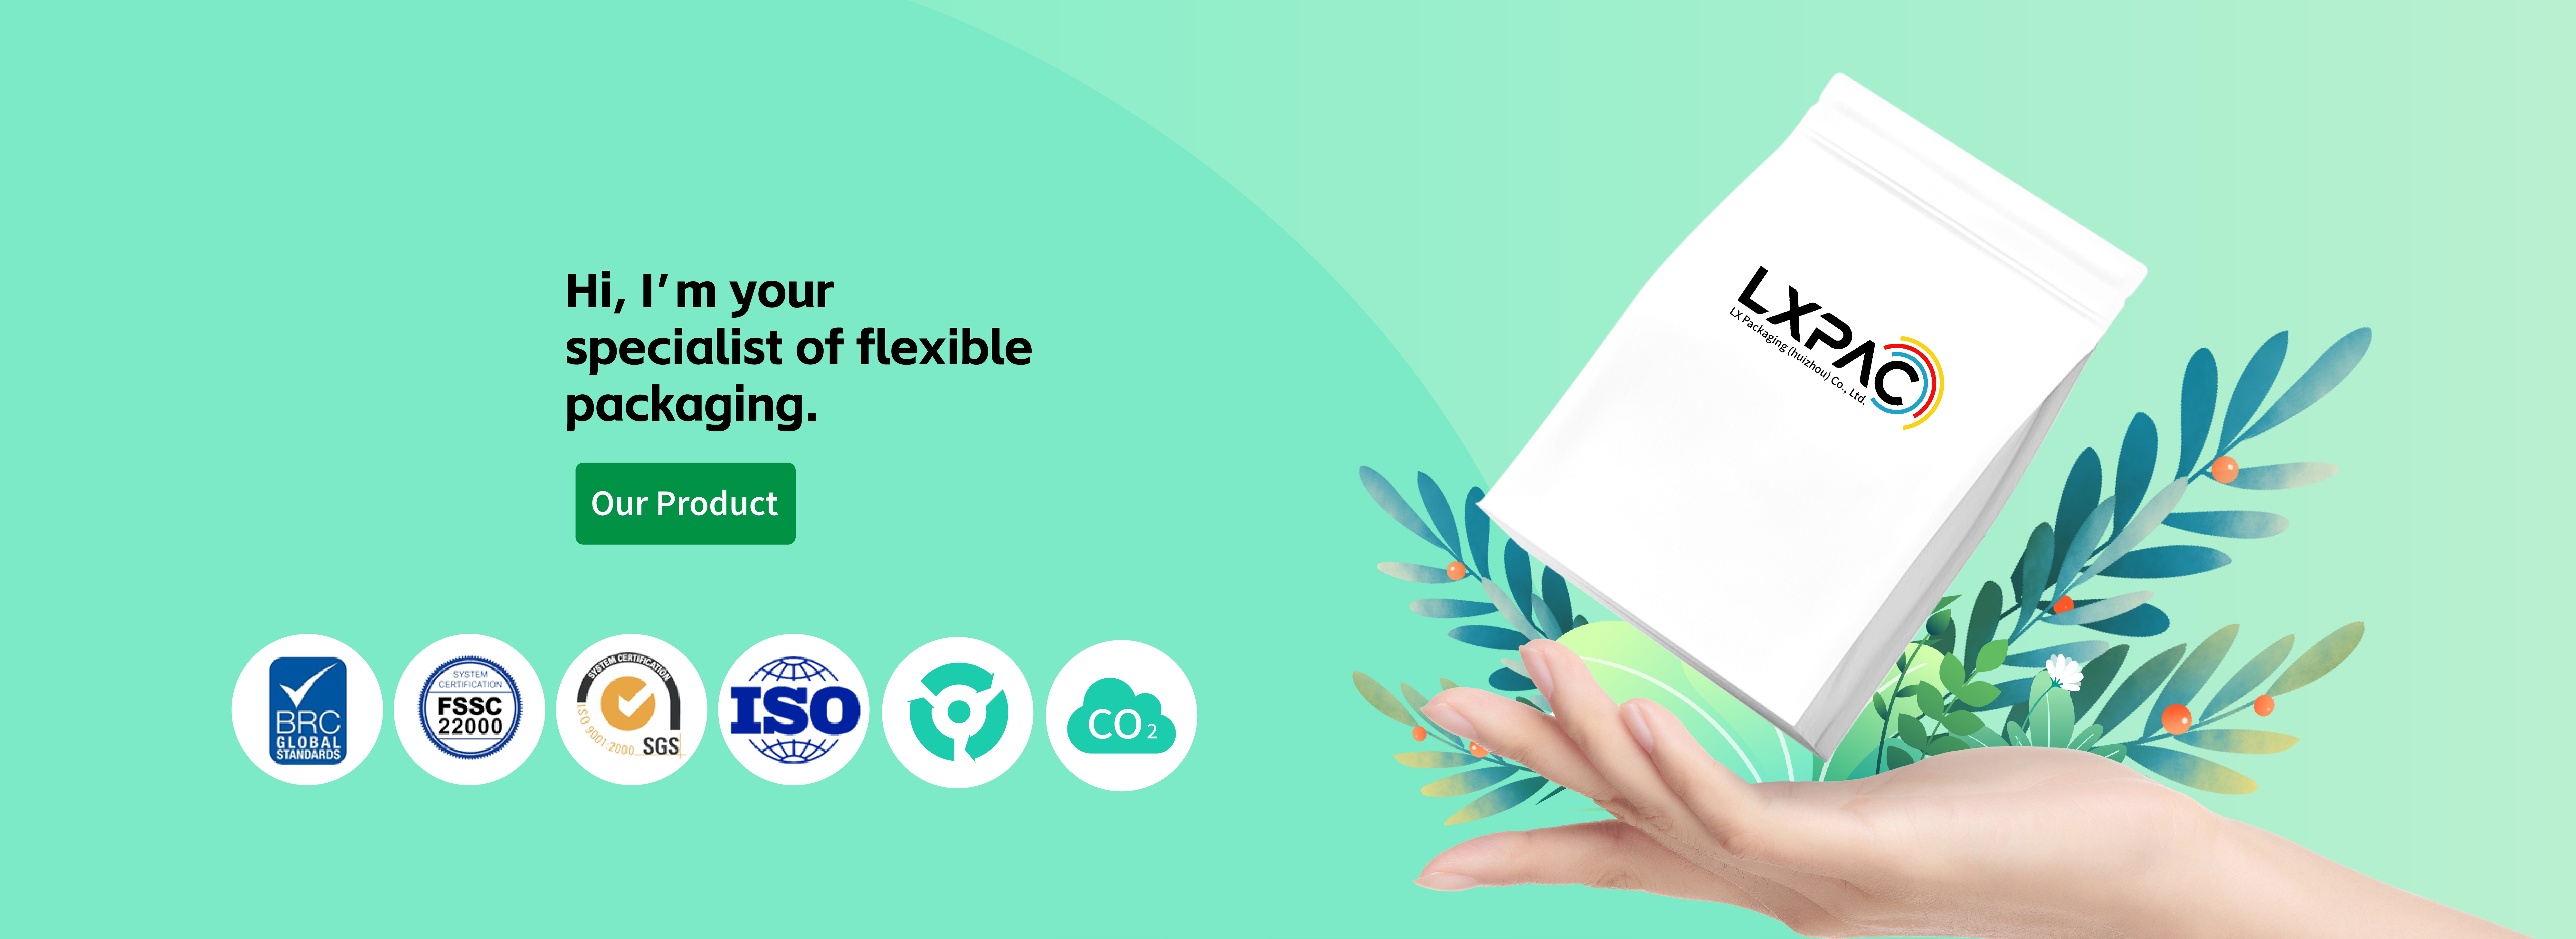 Hi, I’m your
specialist of flexible
packaging.
Our Product
LXPAC
LX Packaging (huizhou) Co., Ltd.
BRC
GLOBAL
STANDARDS
SYSTEM
CERTIFICATION
FSSC
22000
SYSTEM CERTIFICATION
ISO 9001:2000
SGS
ISO
CO2